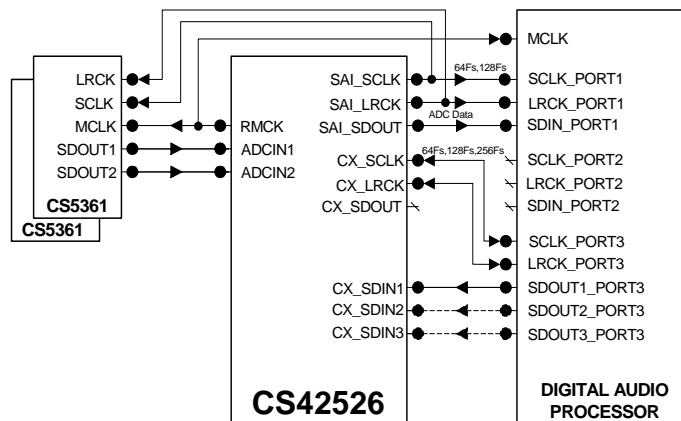 LRCK
SCLK
MCLK
SDOUT1
SDOUT2
CS5361
CS5361
RMCK
ADCIN1
ADCIN2
SAI_SCLK
SAI_LRCK
SAI_SDOUT
CX_SCLK
CX_LRCK
CX_SDOUT
CX_SDIN1
CX_SDIN2
CX_SDIN3
CS42526
64Fs,128Fs
ADC Data
64Fs,128Fs,256Fs
MCLK
SCLK_PORT1
LRCK_PORT1
SDIN_PORT1
SCLK_PORT2
LRCK_PORT2
SDIN_PORT2
SCLK_PORT3
LRCK_PORT3
SDOUT1_PORT3
SDOUT2_PORT3
SDOUT3_PORT3
DIGITAL AUDIO
PROCESSOR